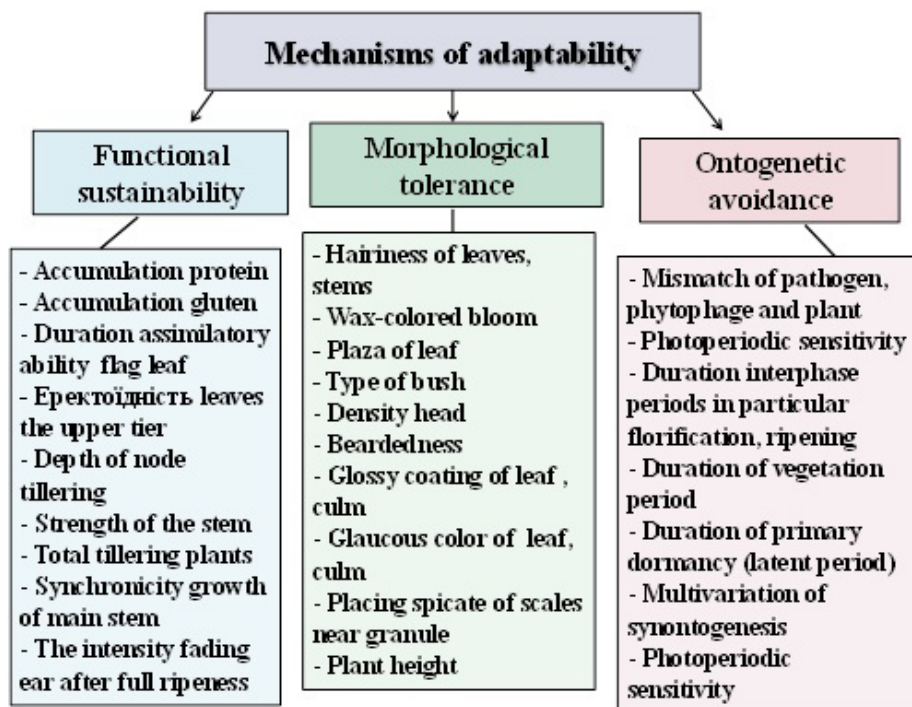 Mechanisms of adaptability
Functional
sustainability
- Accumulation protein
- Accumulation gluten
- Duration assimilatory
ability flag leaf
- Еректоїдність leaves
the upper tier
- Depth of node
tillering
- Strength of the stem
- Total tillering plants
- Synchronicity growth
of main stem
- The intensity fading
ear after full ripeness
Morphological
tolerance
- Hairiness of leaves,
stems
- Wax-colored bloom
- Plaza of leaf
- Type of bush
- Density head
- Beardedness
- Glossy coating of leaf ,
culm
- Glaucous color of leaf,
culm
- Placing spicate of scales
near granule
- Plant height
Ontogenetic
avoidance
- Mismatch of pathogen,
phytophage and plant
- Photoperiodic sensitivity
- Duration interphase
periods in particular
florification, ripening
- Duration of vegetation
period
- Duration of primary
dormancy (latent period)
- Multivariation of
synontogenesis
- Photoperiodic
sensitivity